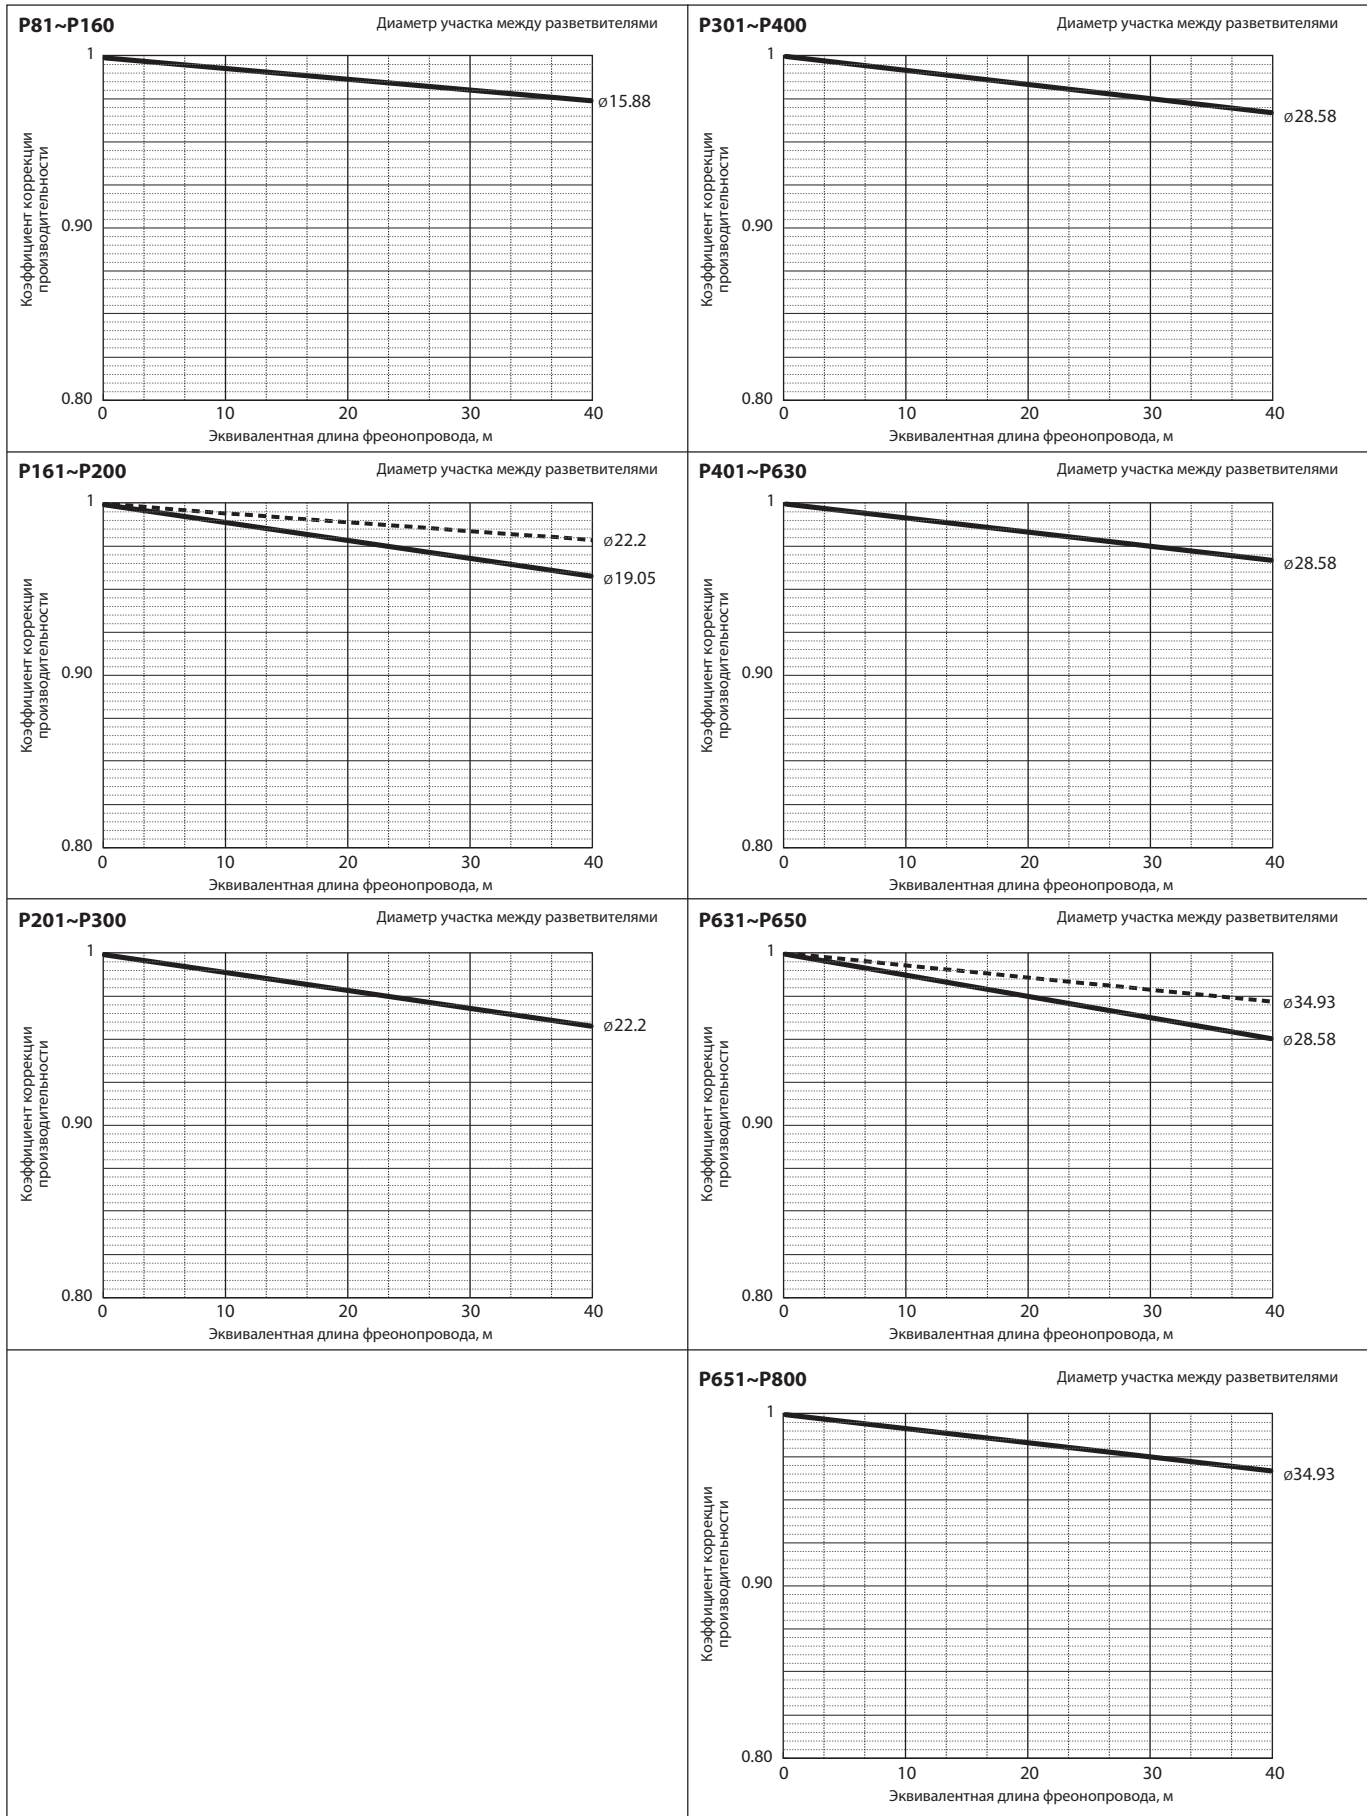 P81~P160
Диаметр участка между разветвителями
1
0.90
0.80
Коэффициент коррекции
производительности
ø15.88
0 10 20 30 40
Эквивалентная длина фреонопровода, м
P301~P400
Диаметр участка между разветвителями
1
0.90
0.80
Коэффициент коррекции
производительности
ø28.58
0 10 20 30 40
Эквивалентная длина фреонопровода, м
P161~P200
Диаметр участка между разветвителями
1
0.90
0.80
Коэффициент коррекции
производительности
ø22.2
ø19.05
0 10 20 30 40
Эквивалентная длина фреонопровода, м
P401~P630
Диаметр участка между разветвителями
1
0.90
0.80
Коэффициент коррекции
производительности
ø28.58
0 10 20 30 40
Эквивалентная длина фреонопровода, м
P201~P300
Диаметр участка между разветвителями
1
0.90
0.80
Коэффициент коррекции
производительности
ø22.2
0 10 20 30 40
Эквивалентная длина фреонопровода, м
P631~P650
Диаметр участка между разветвителями
1
0.90
0.80
Коэффициент коррекции
производительности
ø34.93
ø28.58
0 10 20 30 40
Эквивалентная длина фреонопровода, м
P651~P800
Диаметр участка между разветвителями
1
0.90
0.80
Коэффициент коррекции
производительности
ø34.93
0 10 20 30 40
Эквивалентная длина фреонопровода, м